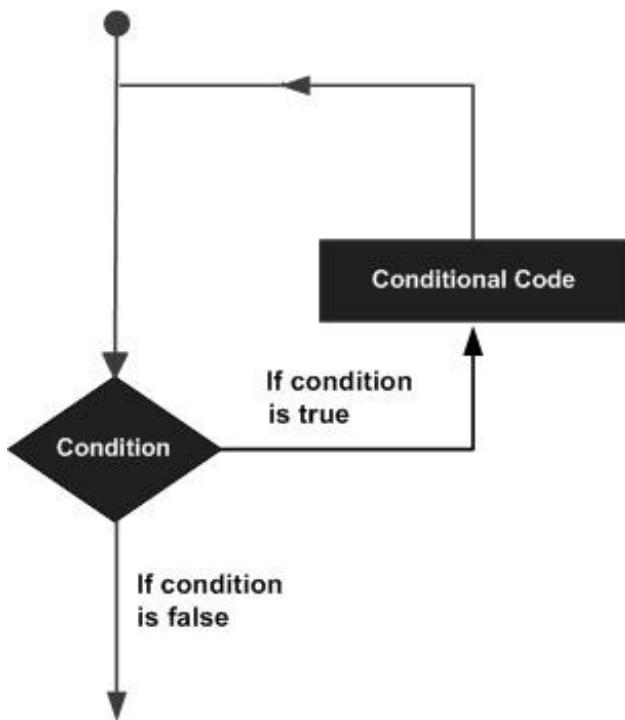 Conditional Code
If condition
is true
Condition
If condition
is false